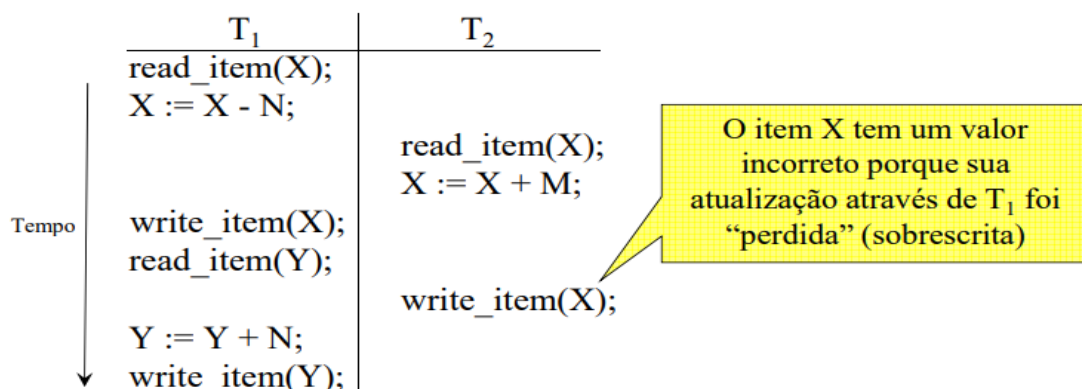 T1 T2
read_item(X);
X := X - N;
read_item(X);
X := X + M;
Tempo
write_item(X);
read_item(Y);
write_item(X);
Y := Y + N;
write_item(Y);
O item X tem um valor
incorreto porque sua
atualização através de T1 foi
“perdida” (sobrescrita)